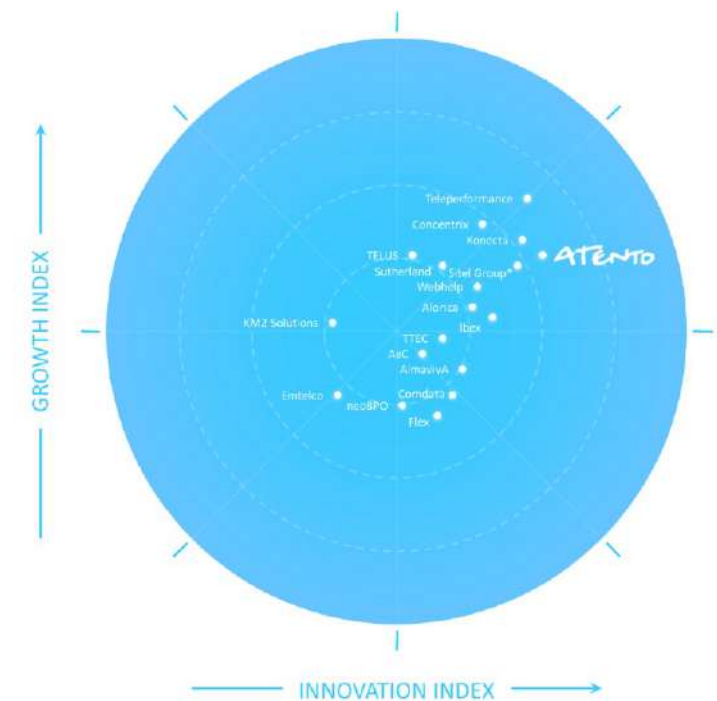 GROWTH INDEX
Teleperformance
Concentrix
Konecta
ATENTO
TELUS
Sutherland
Sitel Group*
Webhelp
Alorica
KM2 Solutions
Ibex
TTEC
AeC
AlmavivA
Emtelco
Comdata
neoBPO
Flex
INNOVATION INDEX